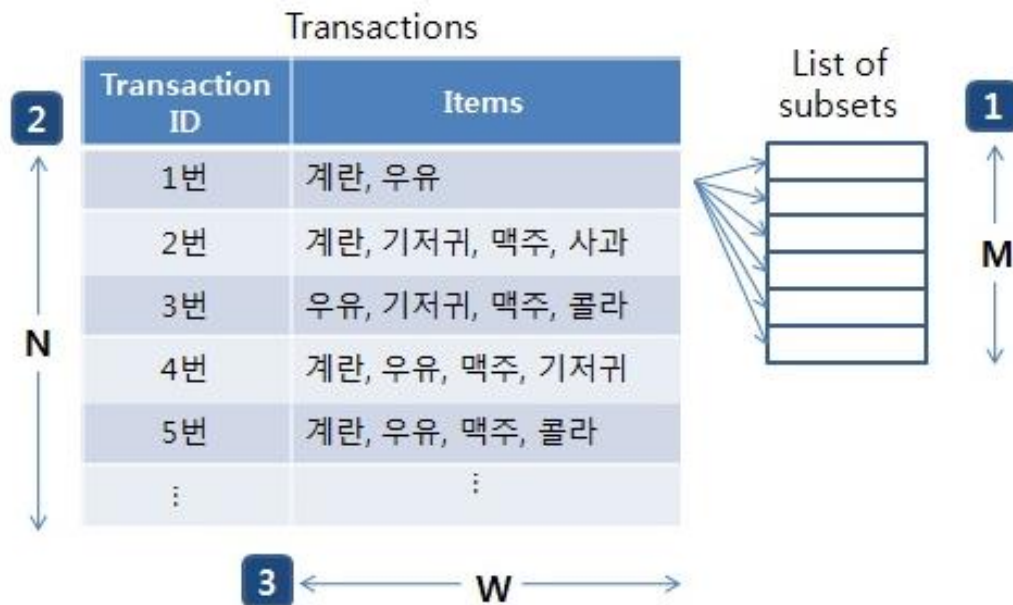 Transactions
Transaction ID
Items
List of subsets
2
1
1번
계란, 우유
2번
계란, 기저귀, 맥주, 사과
3번
우유, 기저귀, 맥주, 콜라
4번
계란, 우유, 맥주, 기저귀
5번
계란, 우유, 맥주, 콜라
⋮
⋮
N
M
3
W